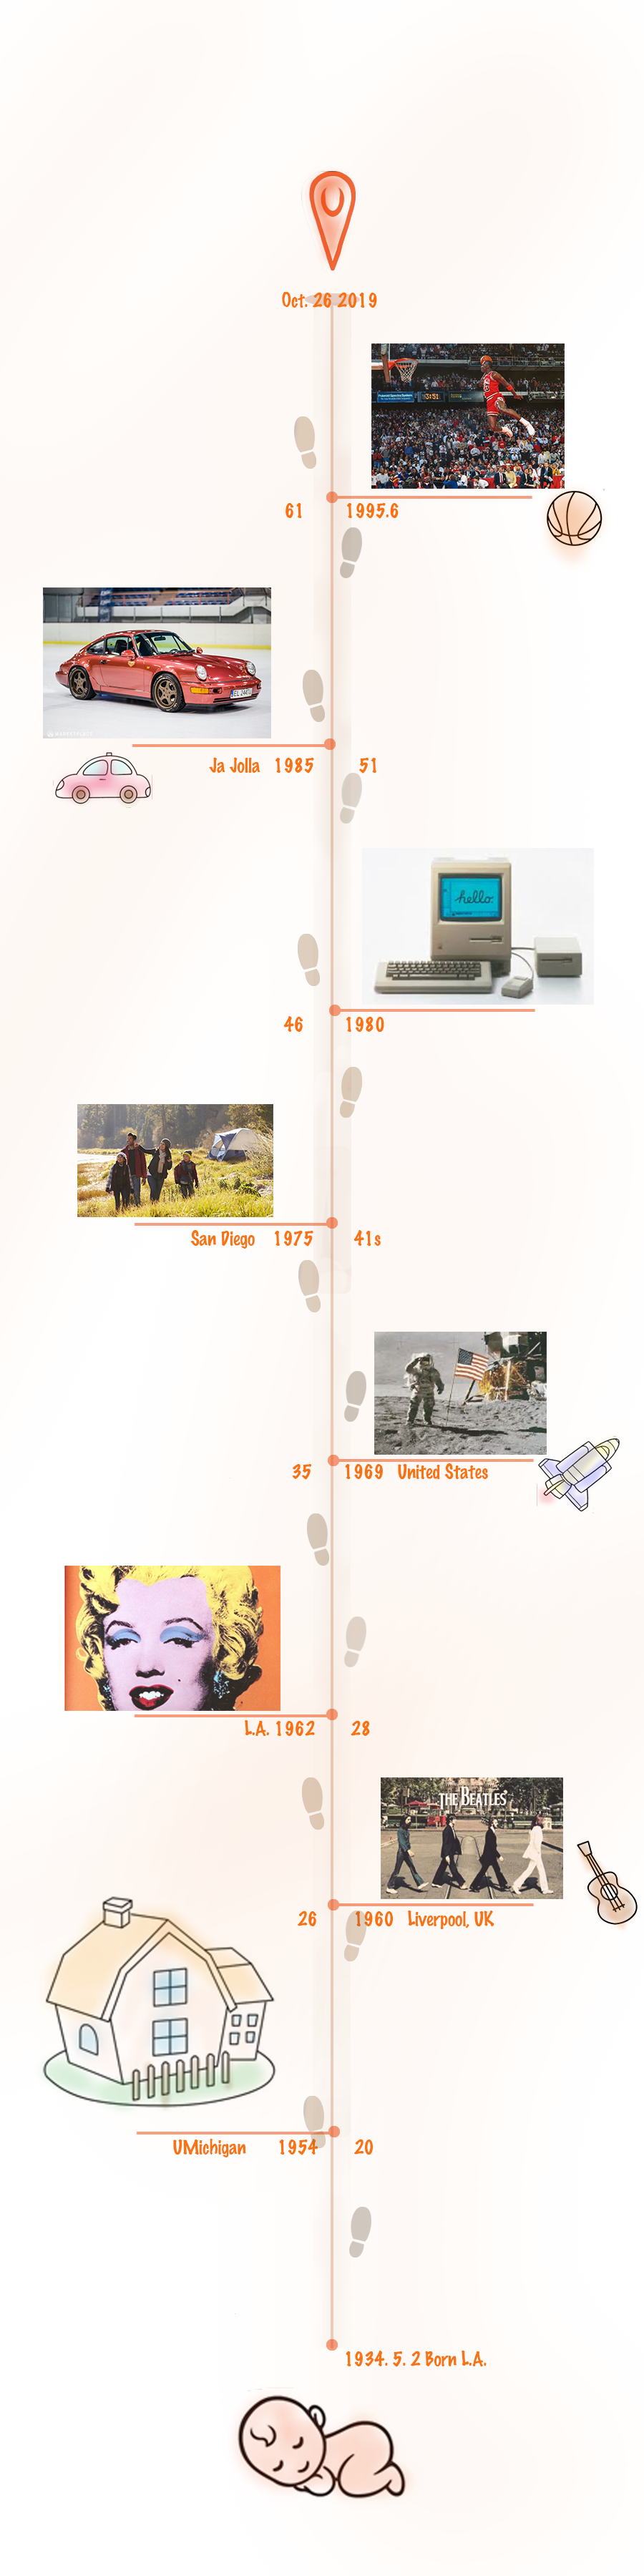 Oct. 26 2019
61 1995.6
Ja Jolla 1985 51
hello.
46 1980
San Diego 1975 41s
35 1969 United States
L.A. 1962 28
THE BEATLES
26 1960 Liverpool, UK
UMichigan 1954 20
1934. 5. 2 Born L.A.